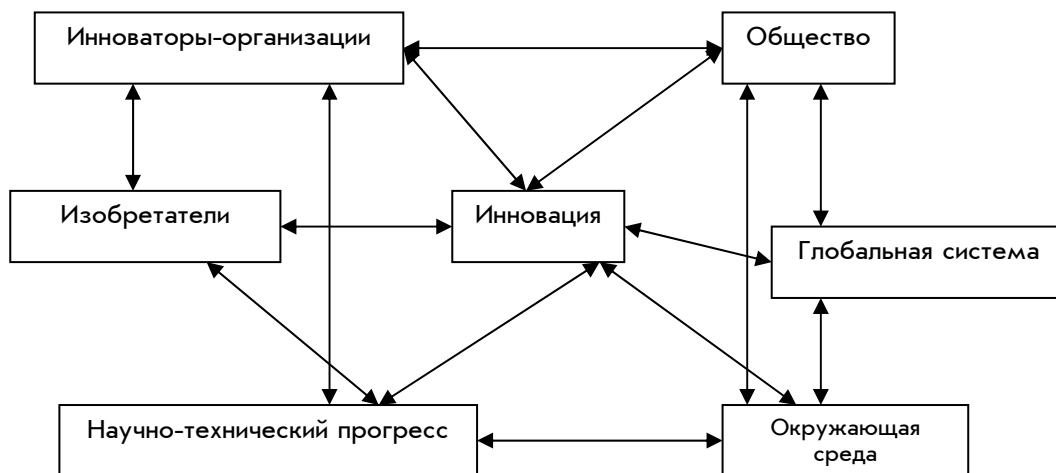 Инноваторы-организации
Общество
Изобретатели
Инновация
Глобальная система
Научно-технический прогресс
Окружающая
среда